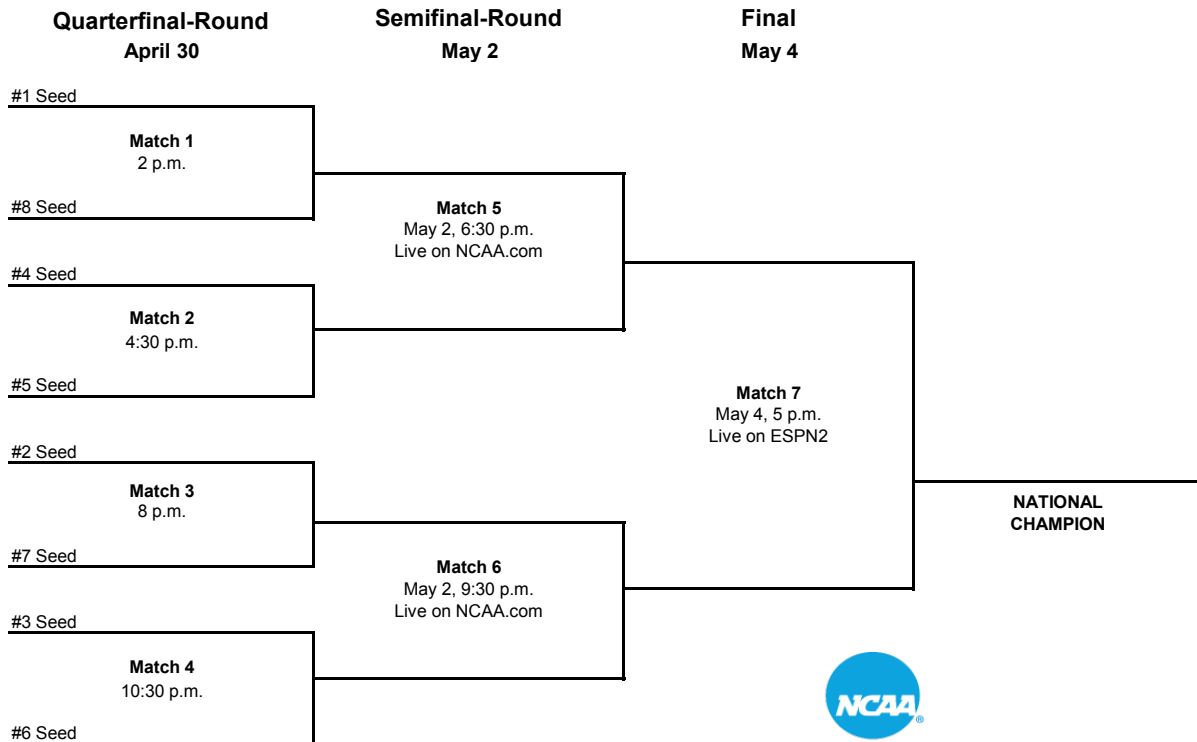 Quarterfinal-Round
April 30
Semifinal-Round
May 2
Final
May 4
#1 Seed
Match 1
2 p.m.
#8 Seed
#4 Seed
Match 2
4:30 p.m.
#5 Seed
#2 Seed
Match 3
8 p.m.
#7 Seed
#3 Seed
Match 4
10:30 p.m.
#6 Seed
Match 5
May 2, 6:30 p.m.
Live on NCAA.com
Match 6
May 2, 9:30 p.m.
Live on NCAA.com
Match 7
May 4, 5 p.m.
Live on ESPN2
NATIONAL
CHAMPION
NCAA®